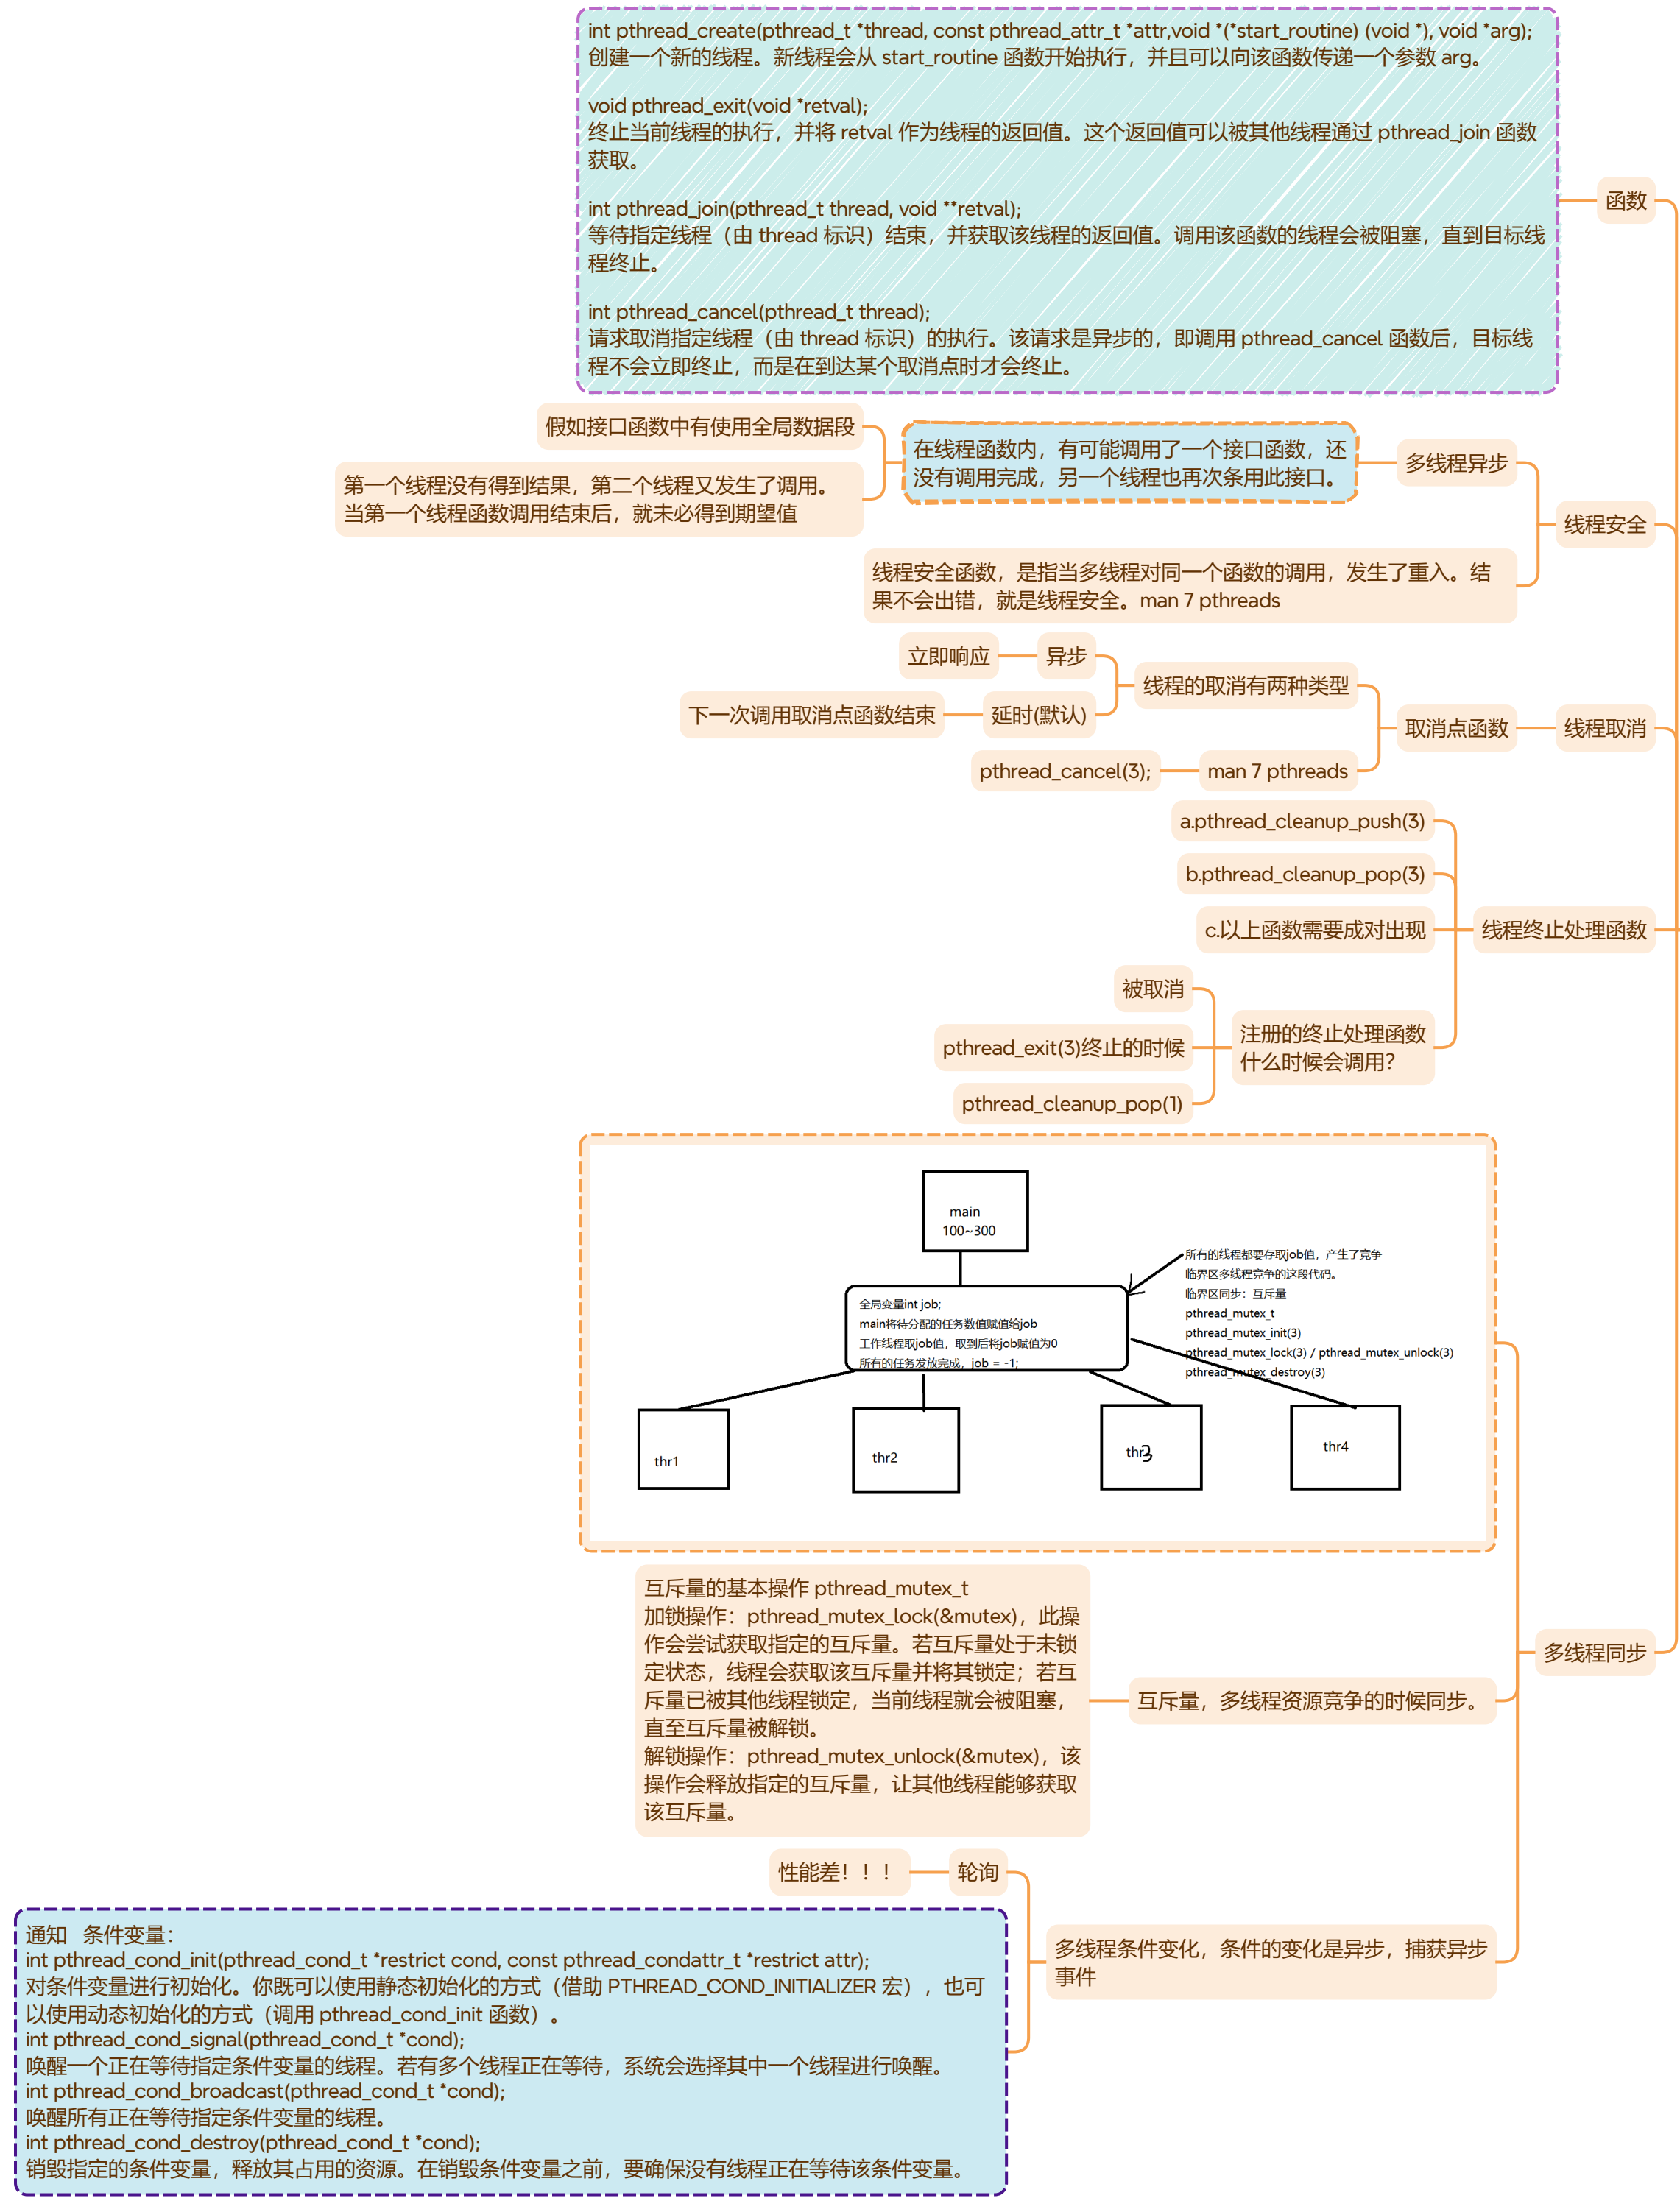 int pthread_create(pthread_t *thread, const pthread_attr_t *attr,void *(*start_routine) (void *), void *arg);
创建一个新的线程。新线程会从 start_routine 函数开始执行，并且可以向该函数传递一个参数 arg。
void pthread_exit(void *retval);
终止当前线程的执行，并将 retval 作为线程的返回值。这个返回值可以被其他线程通过 pthread_join 函数
获取。
int pthread_join(pthread_t thread, void **retval);
等待指定线程（由 thread 标识）结束，并获取该线程的返回值。调用该函数的线程会被阻塞，直到目标线
程终止。
int pthread_cancel(pthread_t thread);
请求取消指定线程（由 thread 标识）的执行。该请求是异步的，即调用 pthread_cancel 函数后，目标线
程不会立即终止，而是在到达某个取消点时才会终止。
函数
假如接口函数中有使用全局数据段
第一个线程没有得到结果，第二个线程又发生了调用。
当第一个线程函数调用结束后，就未必得到期望值
在线程函数内，有可能调用了一个接口函数，还
没有调用完成，另一个线程也再次条用此接口。
多线程异步
线程安全函数，是指当多线程对同一个函数的调用，发生了重入。结
果不会出错，就是线程安全。man 7 pthreads
线程安全
立即响应
异步
下一次调用取消点函数结束
延时(默认)
线程的取消有两种类型
pthread_cancel(3);
man 7 pthreads
取消点函数
线程取消
a.pthread_cleanup_push(3)
b.pthread_cleanup_pop(3)
c.以上函数需要成对出现
被取消
pthread_exit(3)终止的时候
pthread_cleanup_pop(1)
注册的终止处理函数
什么时候会调用？
线程终止处理函数
main
100~300
全局变量int job;
main将待分配的任务数值赋值给job
工作线程取job值，取到后将job赋值为0
所有的任务发放完成，job = -1;
所有的线程都要存取job值，产生了竞争
临界区多线程竞争的这段代码。
临界区同步：互斥量
pthread_mutex_t
pthread_mutex_init(3)
pthread_mutex_lock(3) / pthread_mutex_unlock(3)
pthread_mutex_destroy(3)
thr1
thr2
thr3
thr4
互斥量的基本操作 pthread_mutex_t
加锁操作：pthread_mutex_lock(&mutex)，此操
作会尝试获取指定的互斥量。若互斥量处于未锁
定状态，线程会获取该互斥量并将其锁定；若互
斥量已被其他线程锁定，当前线程就会被阻塞，
直至互斥量被解锁。
解锁操作：pthread_mutex_unlock(&mutex)，该
操作会释放指定的互斥量，让其他线程能够获取
该互斥量。
互斥量，多线程资源竞争的时候同步。
多线程同步
性能差！！！
轮询
通知 条件变量：
int pthread_cond_init(pthread_cond_t *restrict cond, const pthread_condattr_t *restrict attr);
对条件变量进行初始化。你既可以使用静态初始化的方式（借助 PTHREAD_COND_INITIALIZER 宏），也可
以使用动态初始化的方式（调用 pthread_cond_init 函数）。
int pthread_cond_signal(pthread_cond_t *cond);
唤醒一个正在等待指定条件变量的线程。若有多个线程正在等待，系统会选择其中一个线程进行唤醒。
int pthread_cond_broadcast(pthread_cond_t *cond);
唤醒所有正在等待指定条件变量的线程。
int pthread_cond_destroy(pthread_cond_t *cond);
销毁指定的条件变量，释放其占用的资源。在销毁条件变量之前，要确保没有线程正在等待该条件变量。
多线程条件变化，条件的变化是异步，捕获异步
事件